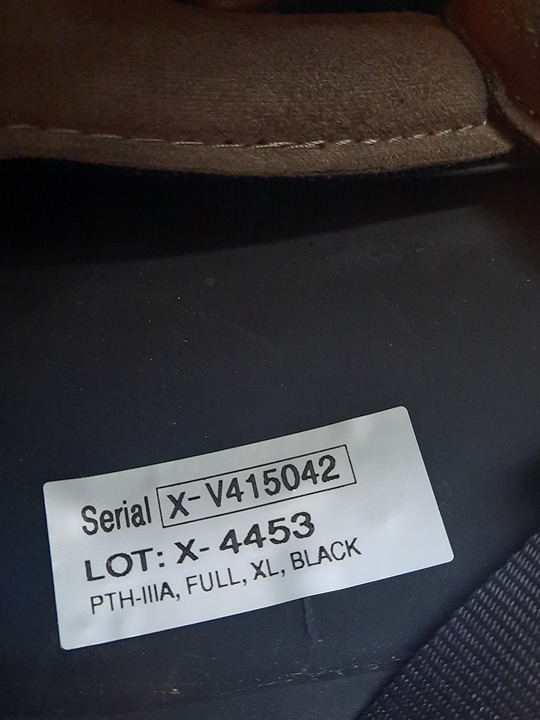 Serial X- V415042
LOT: X- 4453
PTH-IIIA, FULL, XL, BLACK